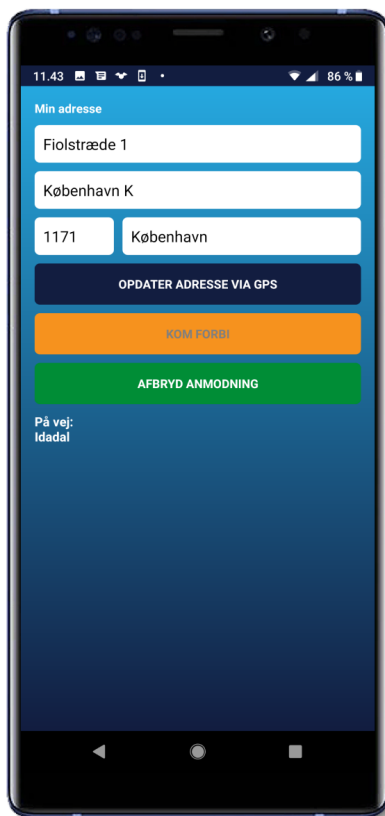 11.43 86 %
Min adresse
Fiolstræde 1
København K
1171 København
OPDATER ADRESSE VIA GPS
KOM FORBI
AFBRYD ANMODNING
På vej:
Idadal